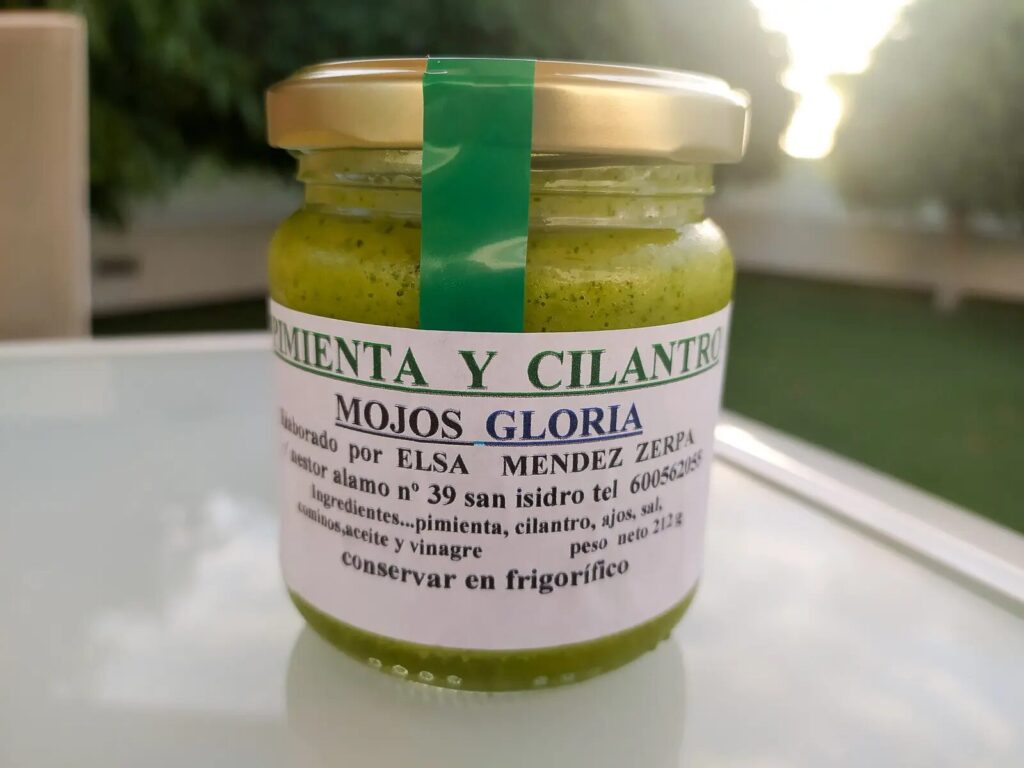 PIMIENTA Y CILANTRO
MOJOS GLORIA
Elaborado por ELSA MENDEZ ZERPA
c/ nestor alamo nº 39 san isidro tel 600562055
Ingredientes...pimienta, cilantro, ajos, sal,
cominos,aceite y vinagre peso neto 212 g
conservar en frigorífico